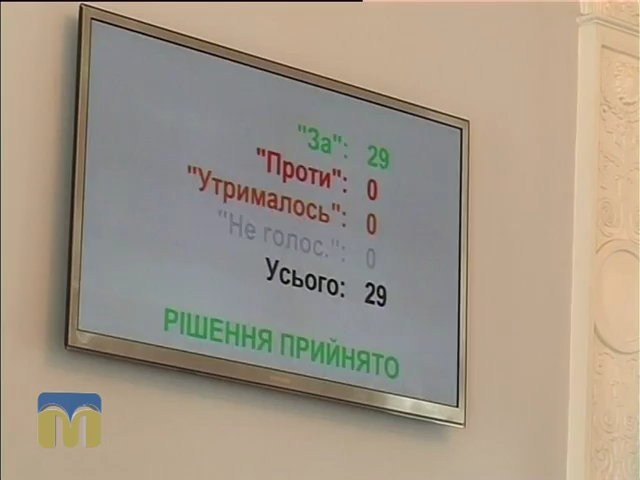 "За": 29
"Проти": 0
"Утрималось": 0
"Не голос.": 0
Усього: 29
РІШЕННЯ ПРИЙНЯТО
М